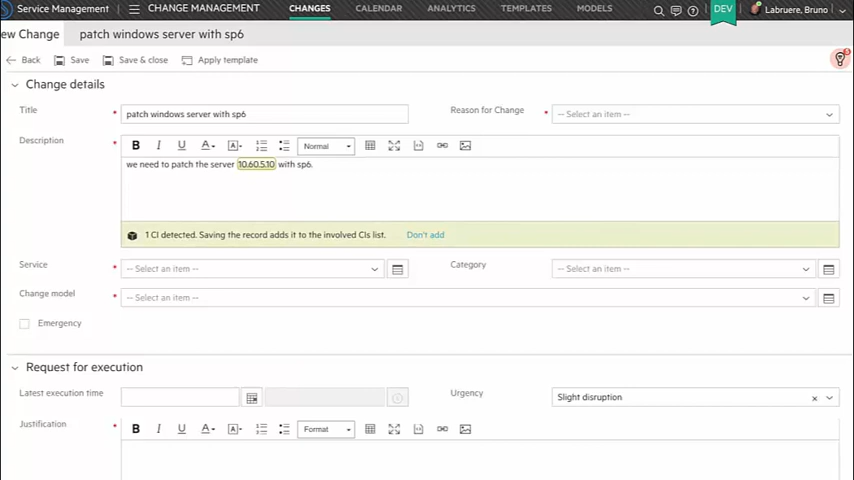 Service Management CHANGE MANAGEMENT CHANGES CALENDAR ANALYTICS TEMPLATES MODELS DEV Labruere, Bruno
ew Change patch windows server with sp6
Back Save Save & close Apply template
Change details
Title * patch windows server with sp6 Reason for Change * -- Select an item --
Description * B I U A A Normal
we need to patch the server 10.60.5.10 with sp6.
1 CI detected. Saving the record adds it to the involved CIs list. Don't add
Service * -- Select an item -- Category -- Select an item --
Change model * -- Select an item --
Emergency
Request for execution
Latest execution time Urgency Slight disruption
Justification B I U A A Format